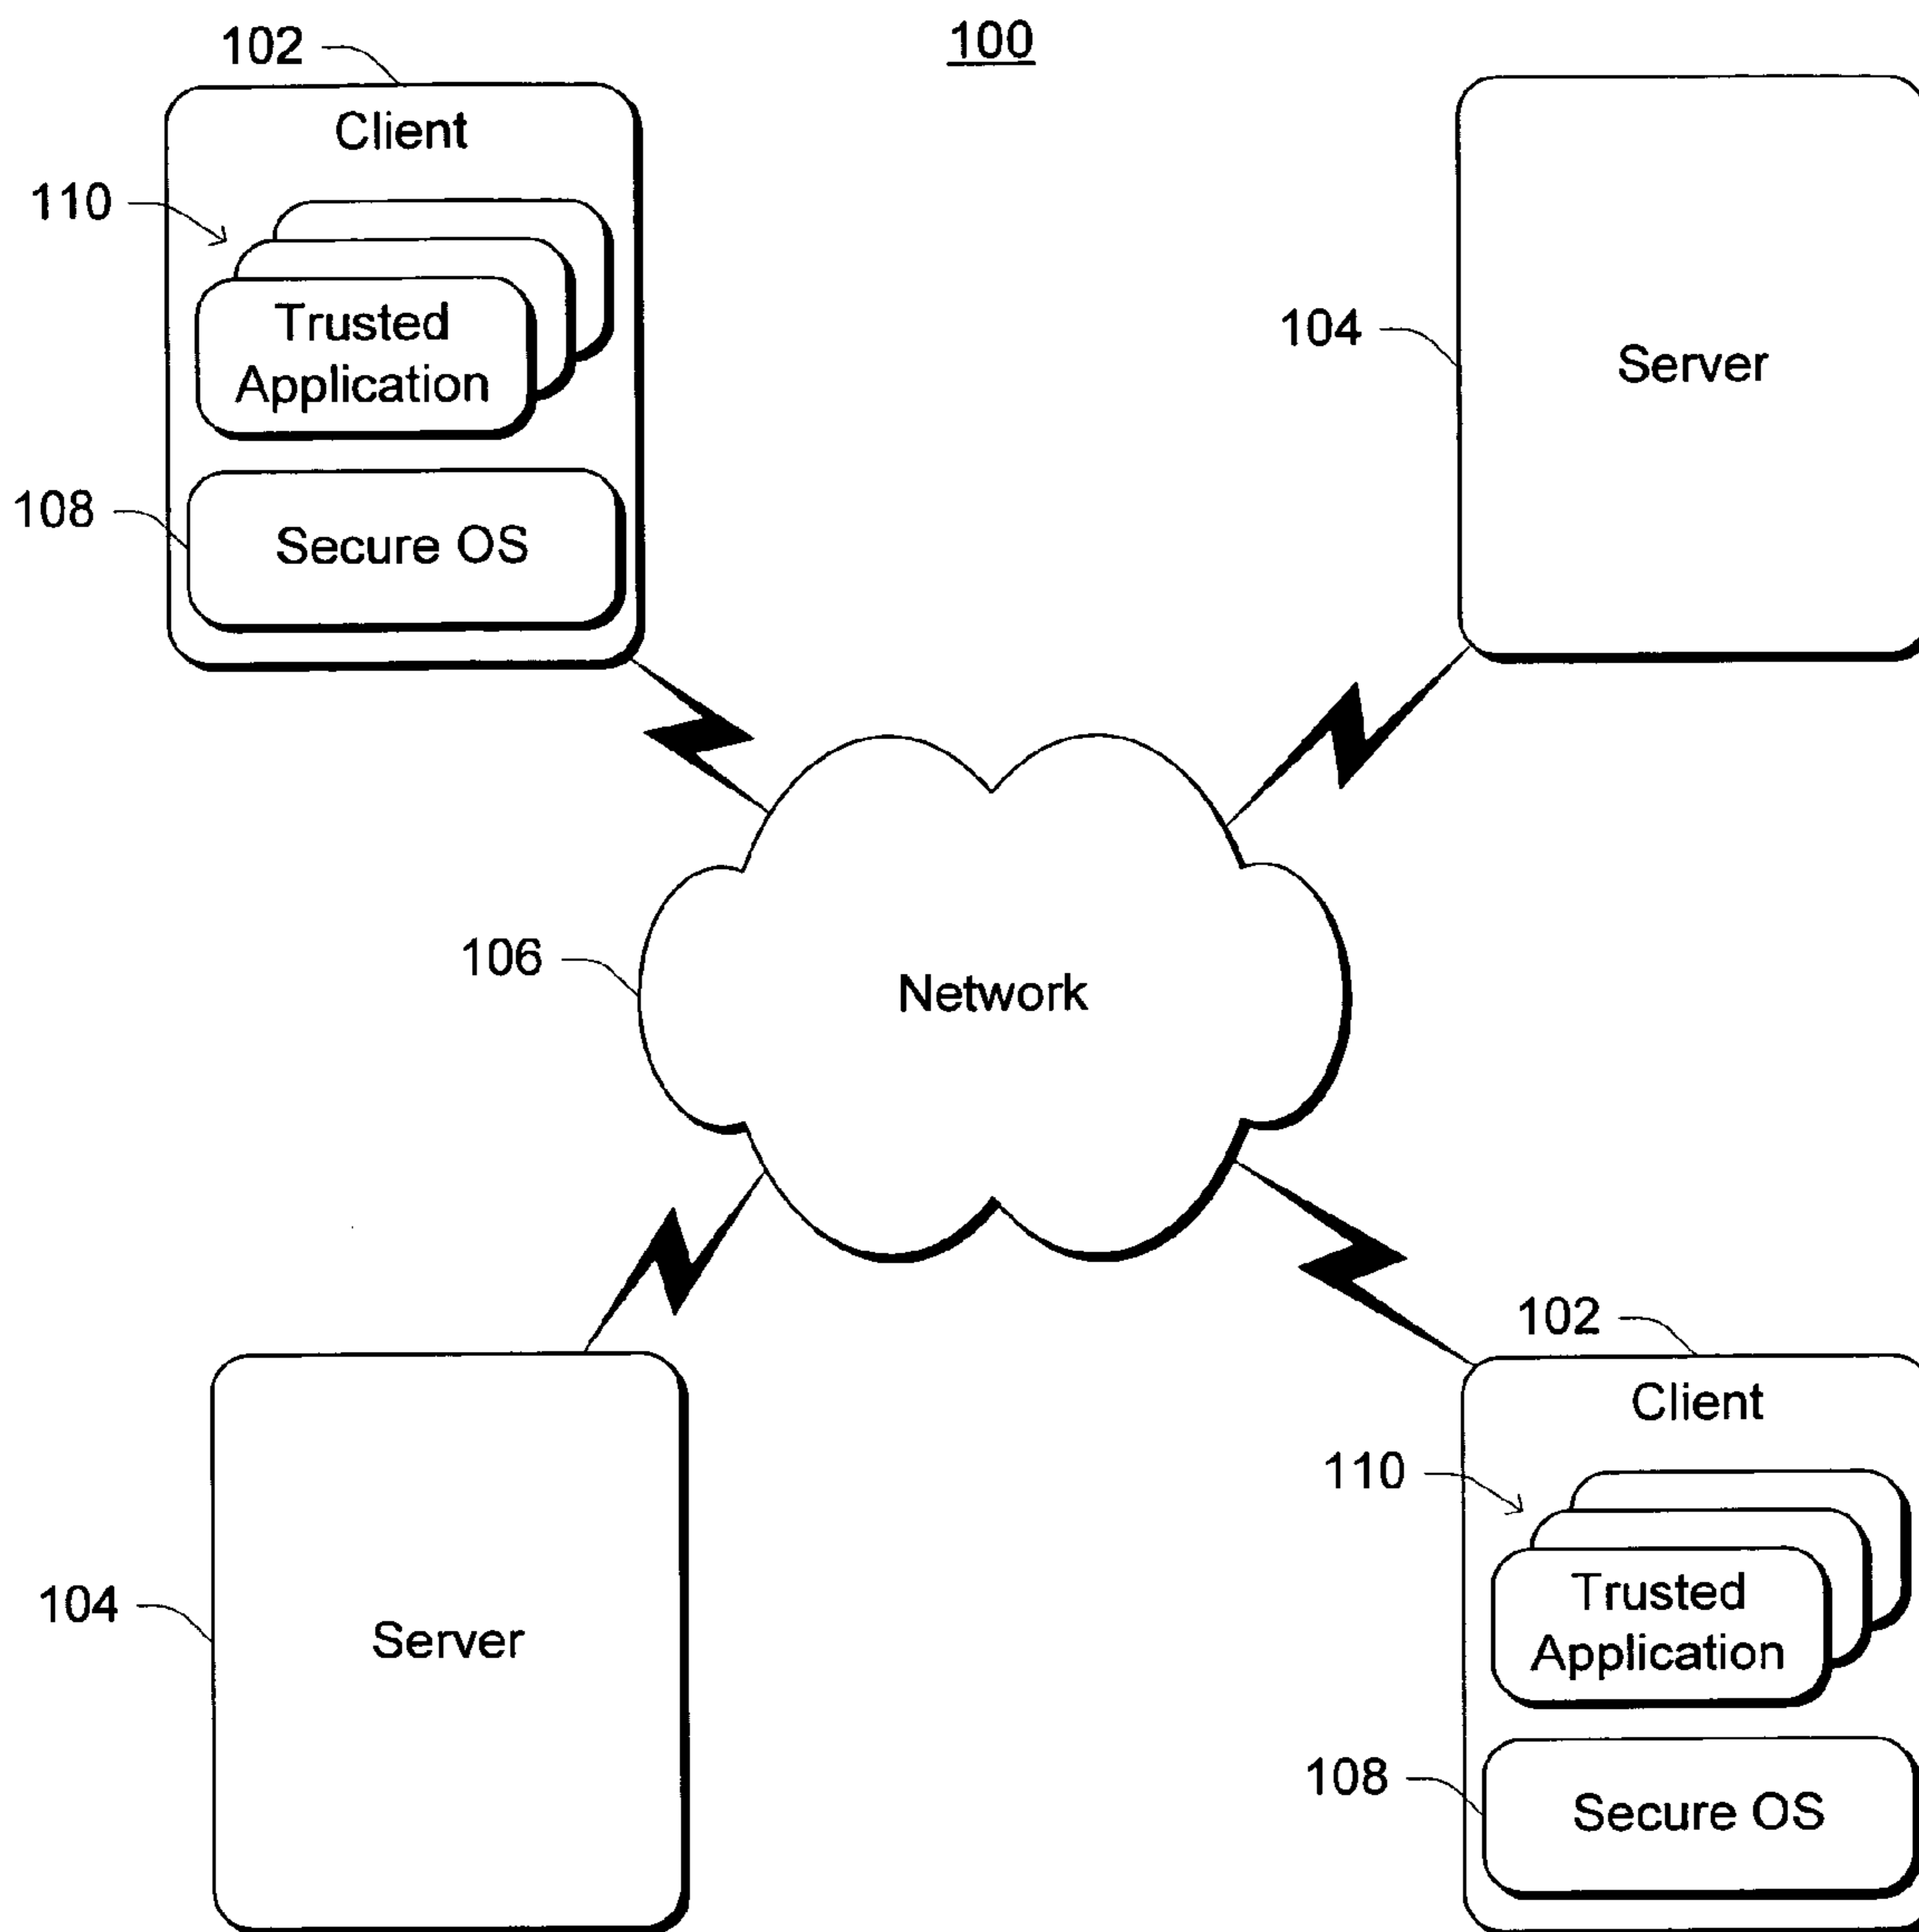 100
102
Client
110
Trusted
Application
108
Secure OS
104
Server
106
Network
104
Server
102
Client
110
Trusted
Application
108
Secure OS